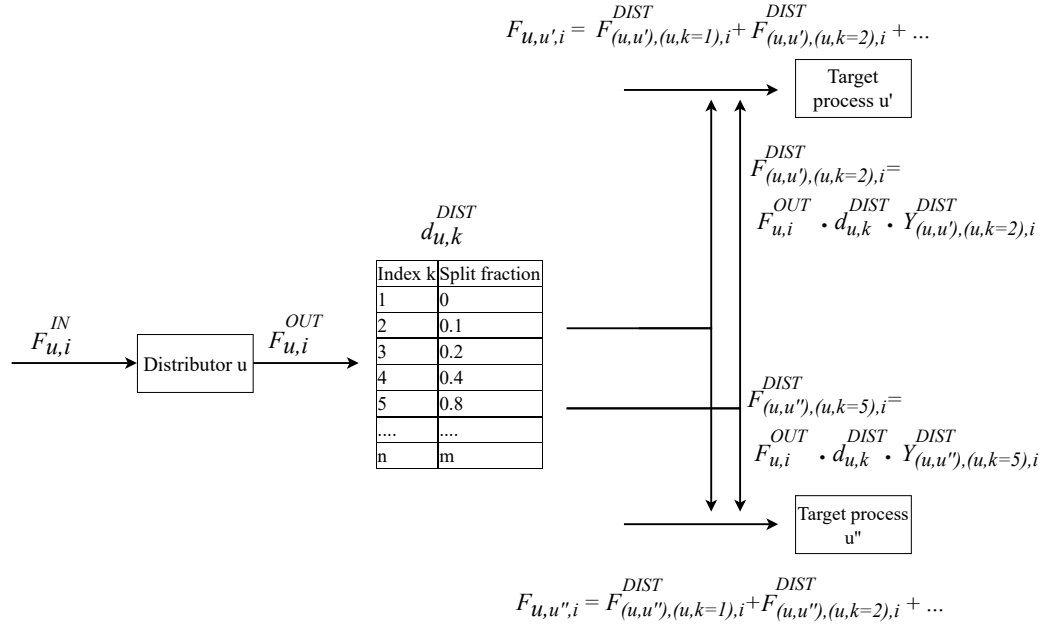 F_{u,u',i} = F^{DIST}_{(u,u'),(u,k=1),i} + F^{DIST}_{(u,u'),(u,k=2),i} + ...
Target
process u'
F^{DIST}_{(u,u'),(u,k=2),i} =
F^{OUT}_{u,i} · d^{DIST}_{u,k} · Y^{DIST}_{(u,u'),(u,k=2),i}
d^{DIST}_{u,k}
Index k Split fraction
1 0
2 0.1
3 0.2
4 0.4
5 0.8
.... ....
n m
F^{IN}_{u,i}
Distributor u
F^{OUT}_{u,i}
F^{DIST}_{(u,u''),(u,k=5),i} =
F^{OUT}_{u,i} · d^{DIST}_{u,k} · Y^{DIST}_{(u,u''),(u,k=5),i}
Target process
u"
F_{u,u'',i} = F^{DIST}_{(u,u''),(u,k=1),i} + F^{DIST}_{(u,u''),(u,k=2),i} + ...